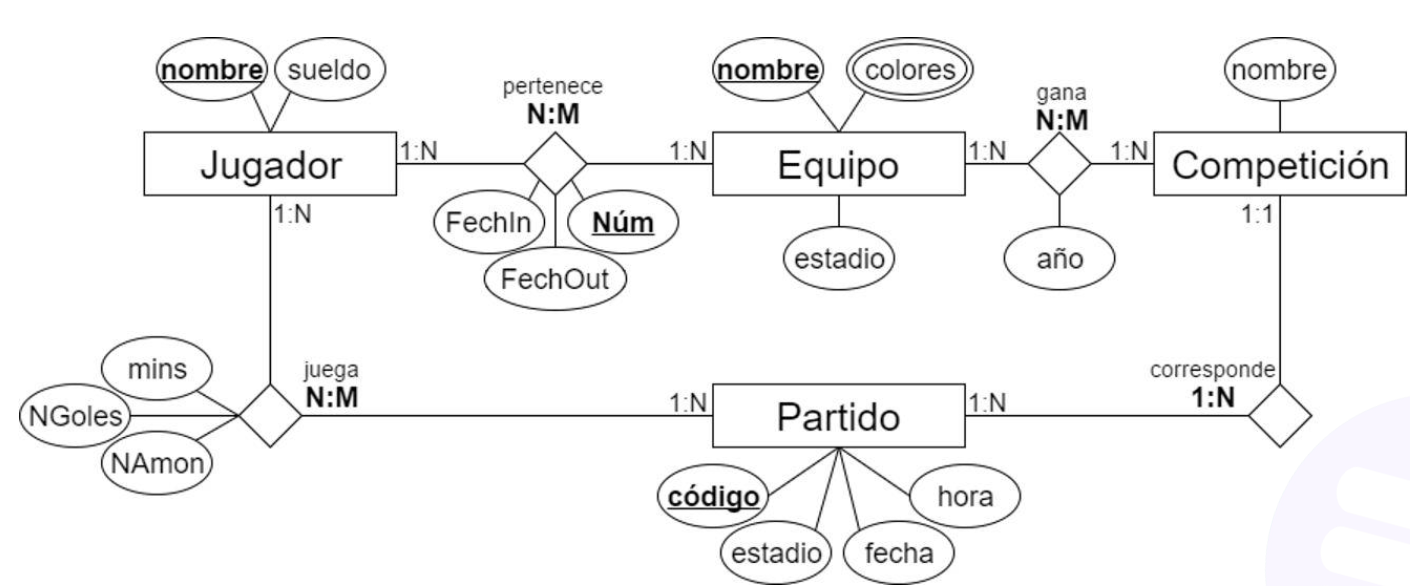 nombre
sueldo
pertenece
N:M
nombre
colores
gana
N:M
nombre
Jugador
1:N
1:N
Equipo
1:N
1:N
Competición
1:N
FechIn
FechOut
Núm
estadio
año
1:1
mins
NGoles
NAmon
juega
N:M
1:N
Partido
1:N
corresponde
1:N
código
estadio
fecha
hora